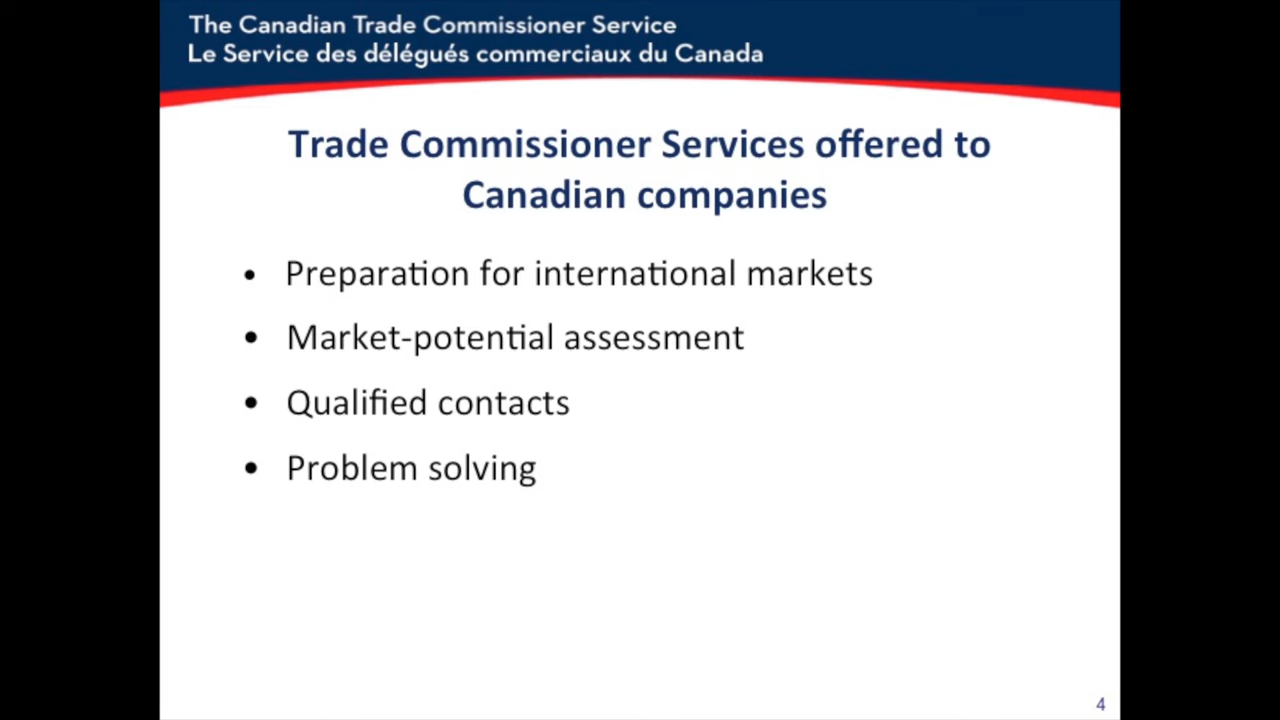 The Canadian Trade Commissioner Service
Le Service des délégués commerciaux du Canada
Trade Commissioner Services offered to
Canadian companies
• Preparation for international markets
• Market-potential assessment
• Qualified contacts
• Problem solving
4